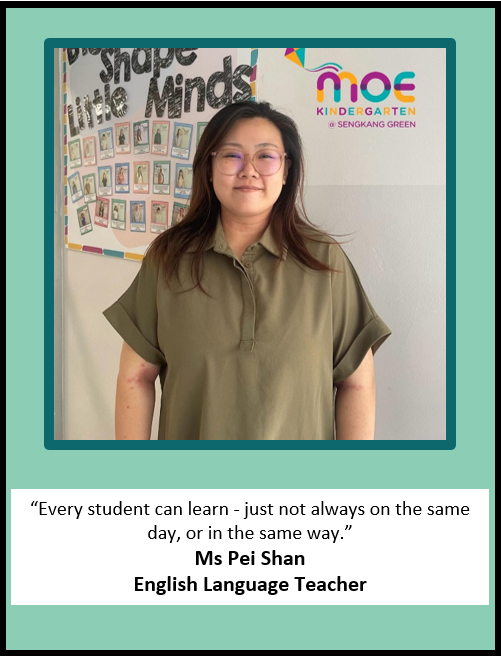 Shape
Little Minds
moe
KINDERGARTEN
@ SENGKANG GREEN
“Every student can learn - just not always on the same
day, or in the same way.”
Ms Pei Shan
English Language Teacher